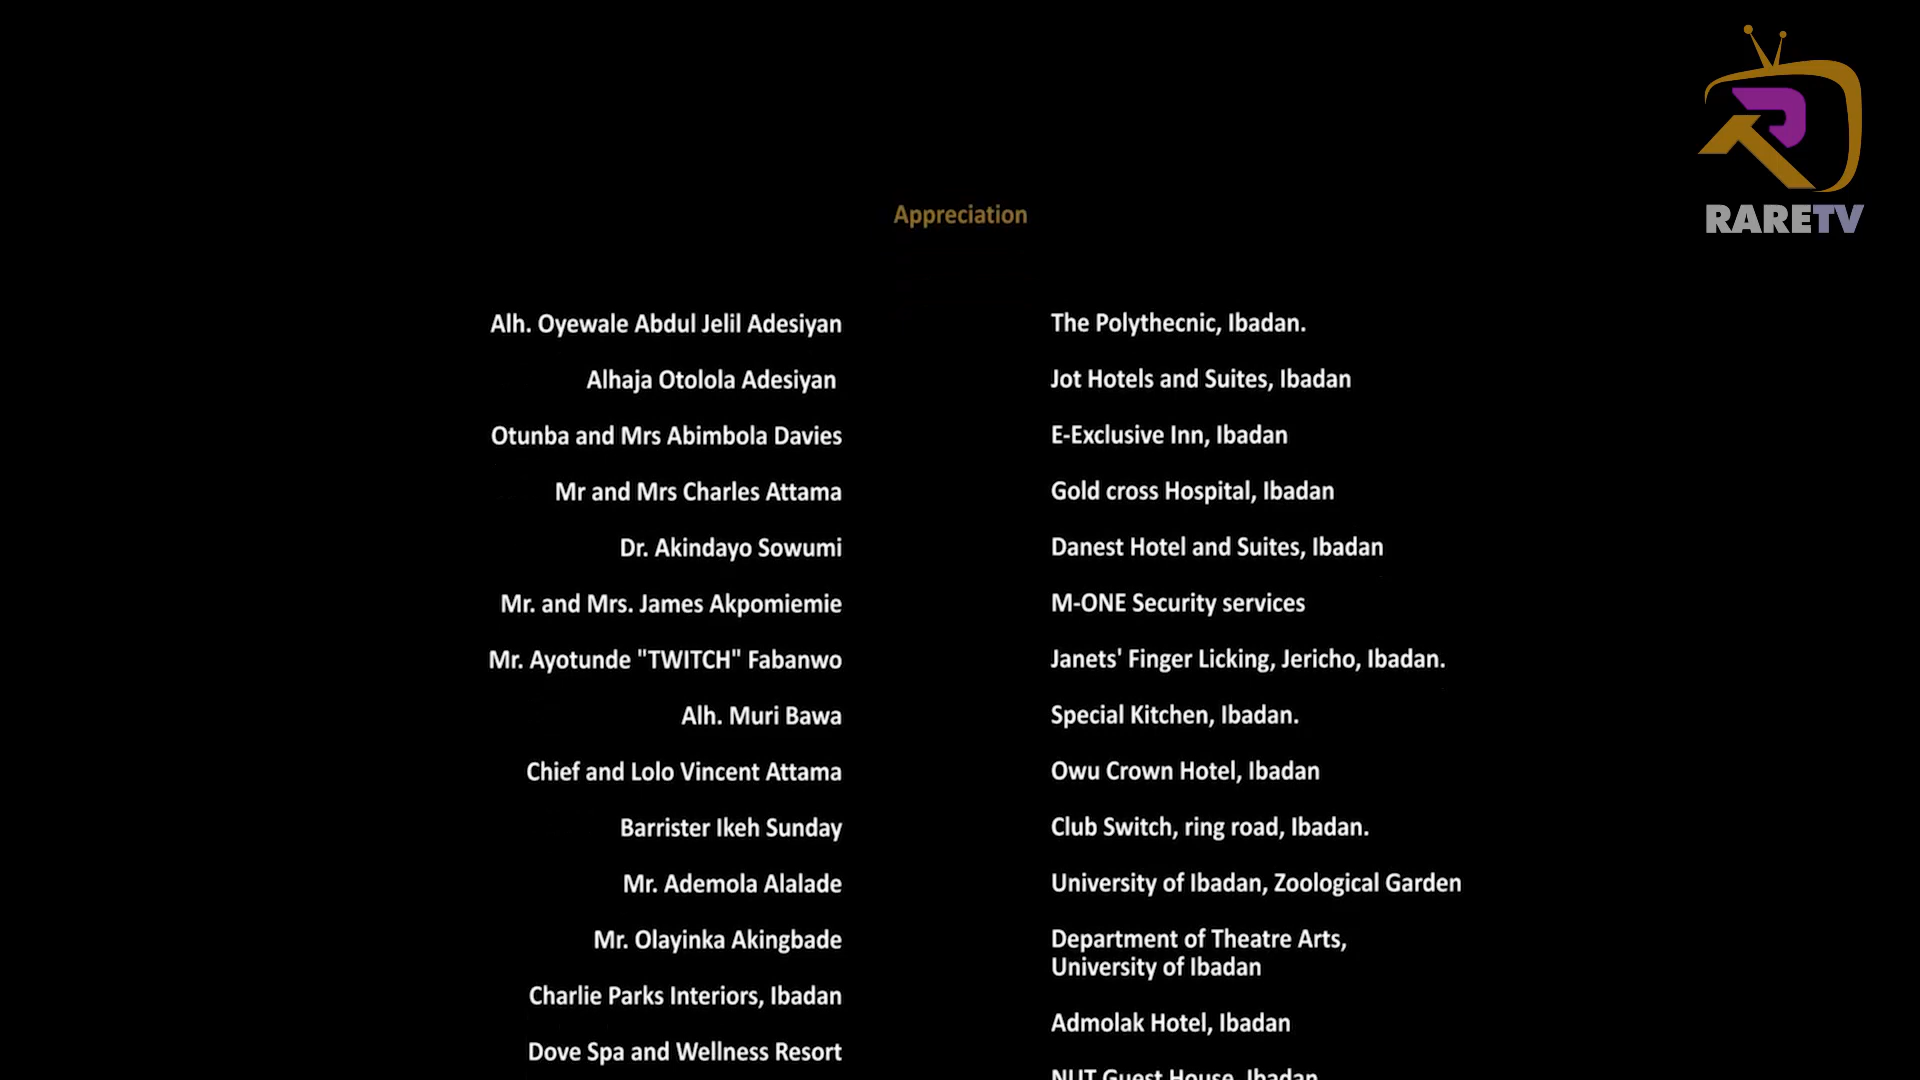 RARETV
Appreciation
Alh. Oyewale Abdul Jelil Adesiyan
Alhaja Otolola Adesiyan
Otunba and Mrs Abimbola Davies
Mr and Mrs Charles Attama
Dr. Akindayo Sowumi
Mr. and Mrs. James Akpomiemie
Mr. Ayotunde "TWITCH" Fabanwo
Alh. Muri Bawa
Chief and Lolo Vincent Attama
Barrister Ikeh Sunday
Mr. Ademola Alalade
Mr. Olayinka Akingbade
Charlie Parks Interiors, Ibadan
Dove Spa and Wellness Resort
The Polythecnic, Ibadan.
Jot Hotels and Suites, Ibadan
E-Exclusive Inn, Ibadan
Gold cross Hospital, Ibadan
Danest Hotel and Suites, Ibadan
M-ONE Security services
Janets' Finger Licking, Jericho, Ibadan.
Special Kitchen, Ibadan.
Owu Crown Hotel, Ibadan
Club Switch, ring road, Ibadan.
University of Ibadan, Zoological Garden
Department of Theatre Arts,
University of Ibadan
Admolak Hotel, Ibadan
NUT Guest House, Ibadan